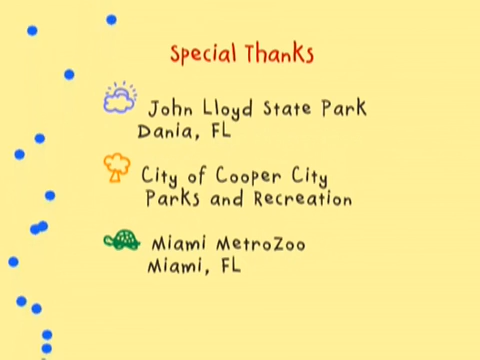 Special Thanks
John Lloyd State Park
Dania, FL
City of Cooper City
Parks and Recreation
Miami MetroZoo
Miami, FL